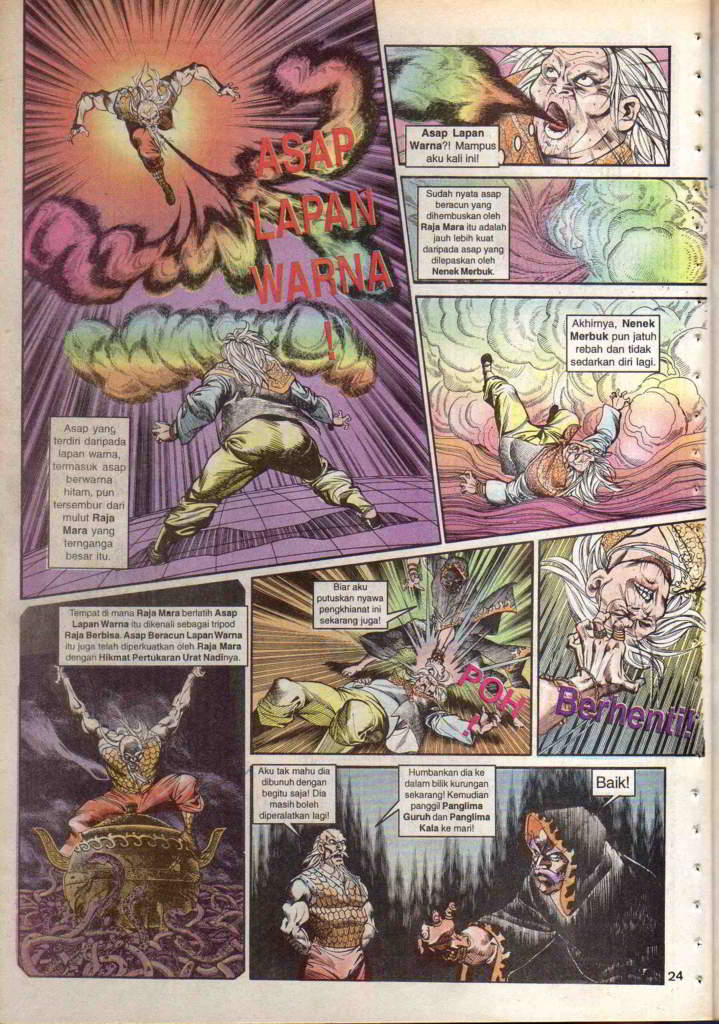 ASAP
LAPAN
WARNA
!
Asap yang
terdiri daripada
lapan warna,
termasuk asap
berwarna
hitam, pun
tersembur dari
mulut Raja
Mara yang
ternganga
besar itu.
Asap Lapan
Warna?! Mampus
aku kali ini!
Sudah nyata asap
beracun yang
dihembuskan oleh
Raja Mara itu adalah
jauh lebih kuat
daripada asap yang
dilepaskan oleh
Nenek Merbuk.
Akhirnya, Nenek
Merbuk pun jatuh
rebah dan tidak
sedarkan diri lagi.
Tempat di mana Raja Mara berlatih Asap
Lapan Warna itu dikenali sebagai tripod
Raja Berbisa. Asap Beracun Lapan Warna
itu juga telah diperkuatkan oleh Raja Mara
dengan Hikmat Pertukaran Urat Nadinya.
Biar aku
putuskan nyawa
pengkhianat ini
sekarang juga!
POH
!
Berhenti!
Aku tak mahu dia
dibunuh dengan
begitu saja! Dia
masih boleh
diperalatkan lagi!
Humbankan dia ke
dalam bilik kurungan
sekarang! Kemudian
panggil Panglima
Guruh dan Panglima
Kala ke mari!
Baik!
24